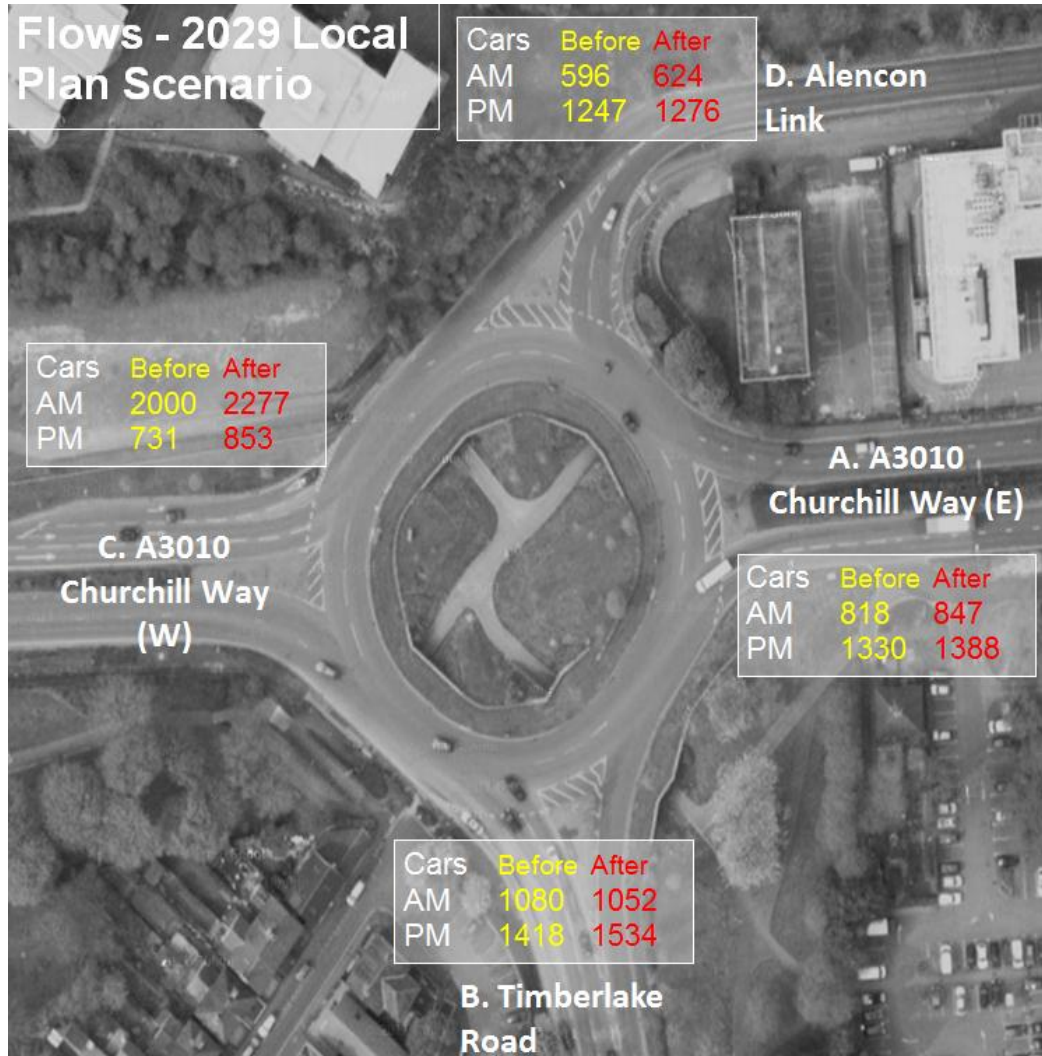 Flows - 2029 Local
Plan Scenario
Cars Before After
AM 596 624
PM 1247 1276
D. Alencon
Link
Cars Before After
AM 2000 2277
PM 731 853
A. A3010
Churchill Way (E)
C. A3010
Churchill Way
(W)
Cars Before After
AM 818 847
PM 1330 1388
Cars Before After
AM 1080 1052
PM 1418 1534
B. Timberlake
Road